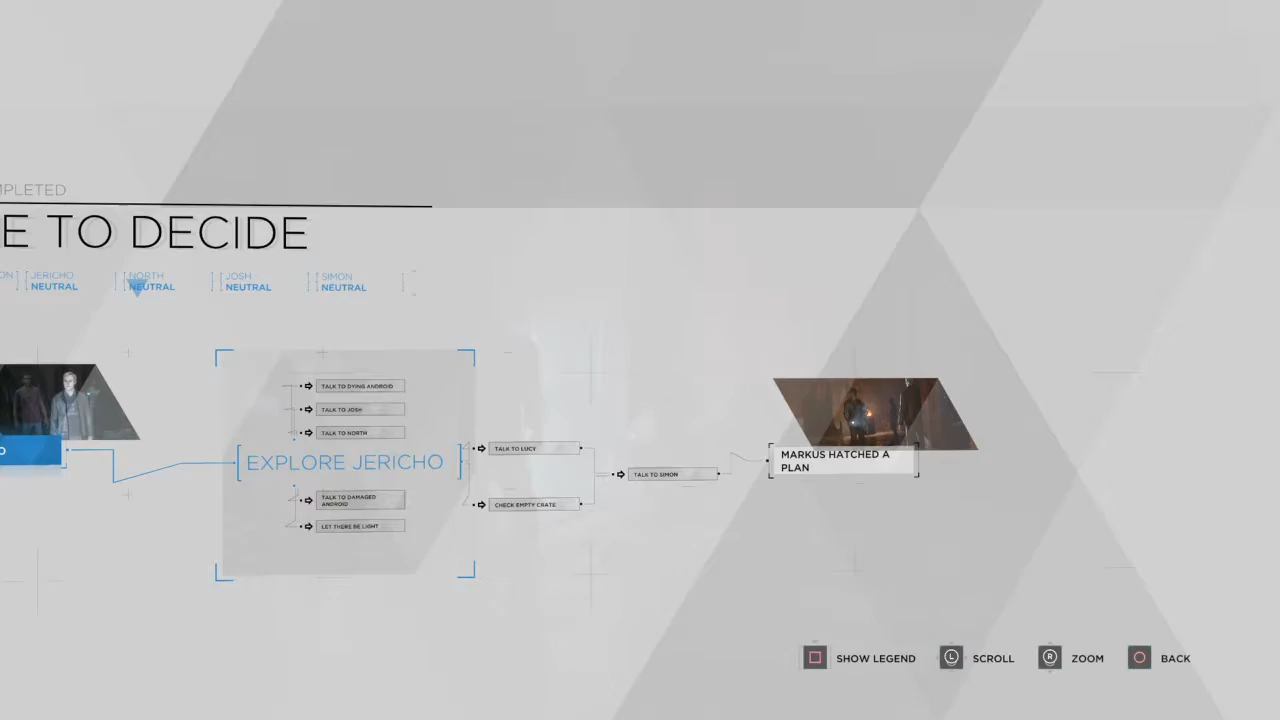 MPLETED
E TO DECIDE
ON
JERICHO
NEUTRAL
NORTH
NEUTRAL
JOSH
NEUTRAL
SIMON
NEUTRAL
TALK TO DYING ANDROID
TALK TO JOSH
TALK TO NORTH
O
EXPLORE JERICHO
TALK TO DAMAGED
ANDROID
LET THERE BE LIGHT
TALK TO LUCY
CHECK EMPTY CRATE
TALK TO SIMON
MARKUS HATCHED A
PLAN
SHOW LEGEND
L
SCROLL
R
ZOOM
BACK